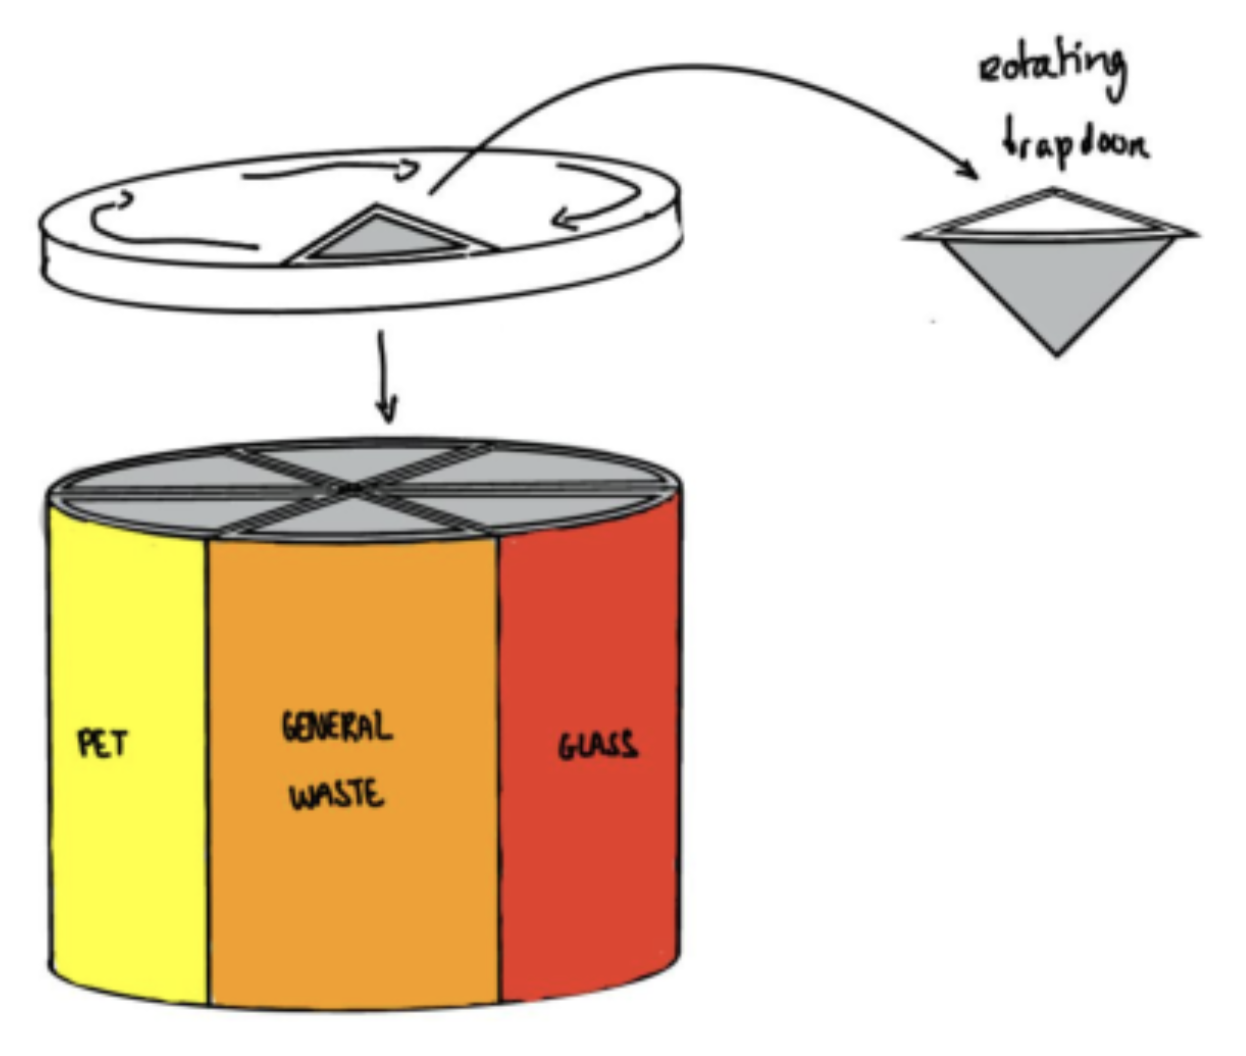 rotating
trapdoor
PET
GENERAL
WASTE
GLASS